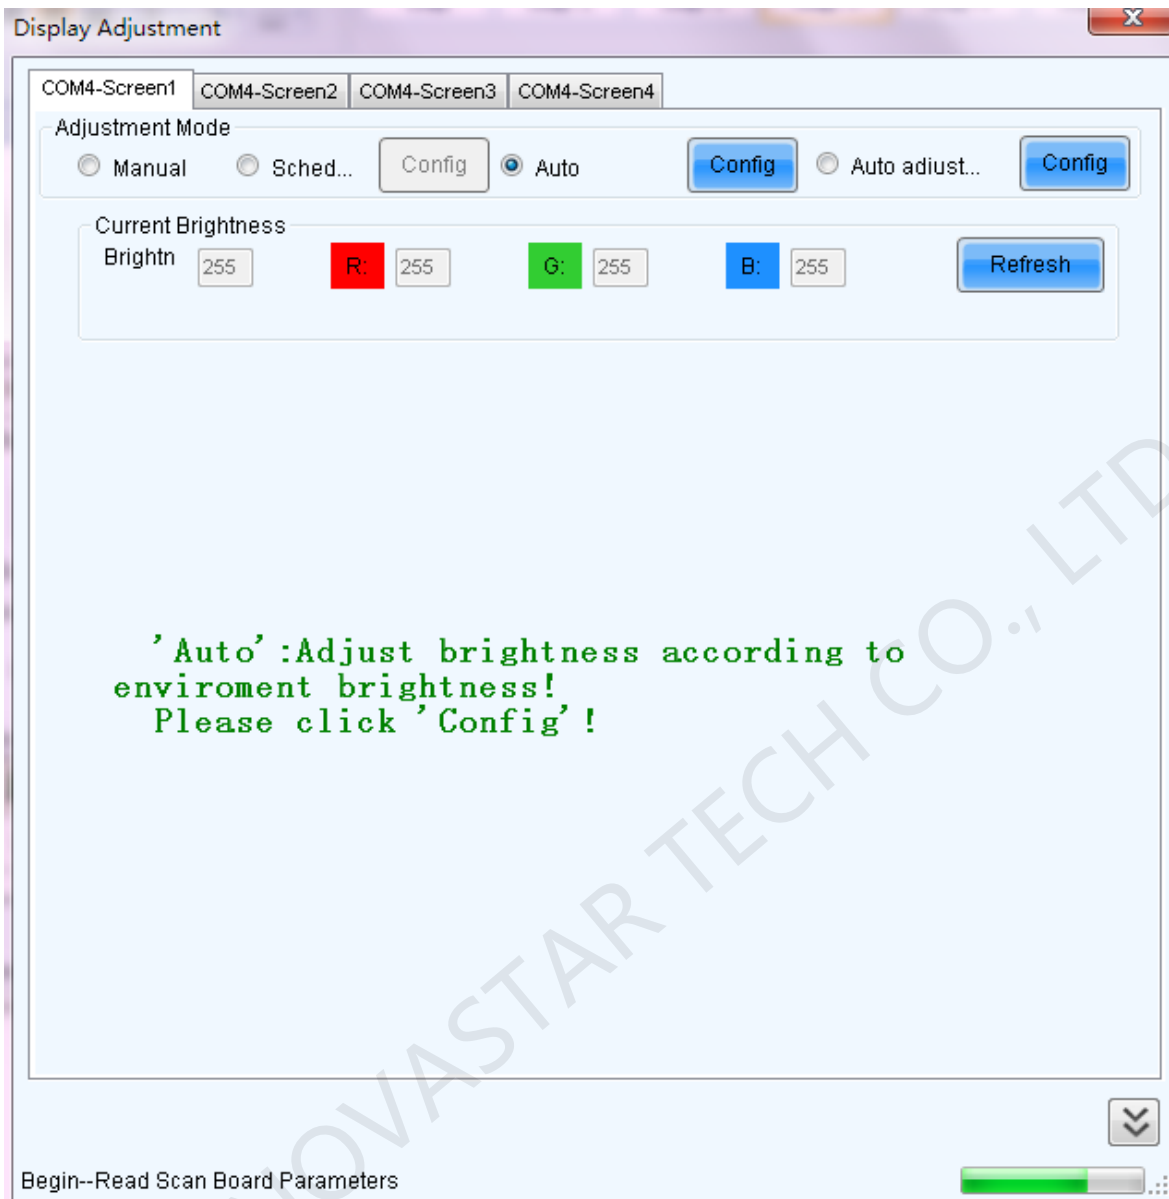 Display Adjustment
x
COM4-Screen1 COM4-Screen2 COM4-Screen3 COM4-Screen4
Adjustment Mode
Manual Sched... Config Auto Config Auto adiust... Config
Current Brightness
Brightn 255 R: 255 G: 255 B: 255 Refresh
'Auto':Adjust brightness according to
enviroment brightness!
Please click 'Config'!
NOVASTAR TECH CO., LTD
Begin--Read Scan Board Parameters